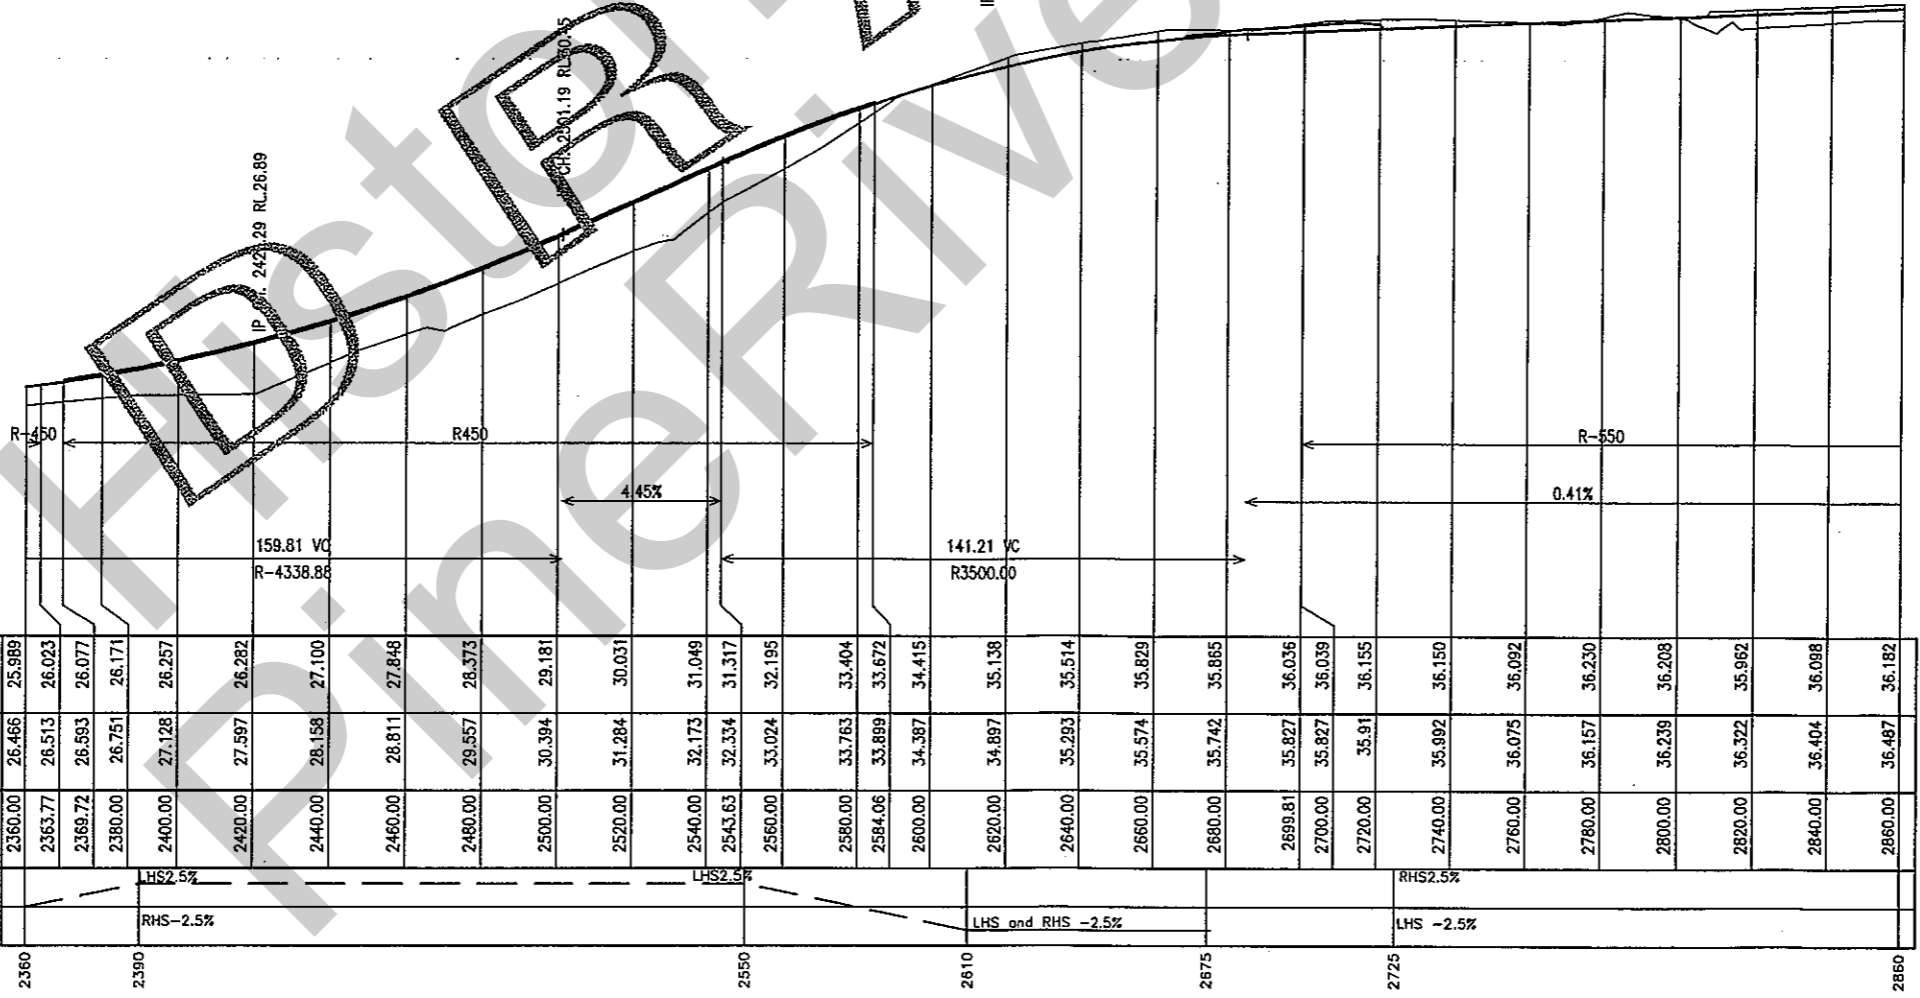 IP
IP 242 .29 RL.26.89
CH. 2501.19 RL.30.45
Histo
PineRive
D R
R-450
R450
R-550
4.45%
0.41%
159.81 VC
R-4338.88
141.21 VC
R3500.00
25.989 26.023 26.077 26.171 26.257 26.282 27.100 27.848 28.373 29.181 30.031 31.049 31.317 32.195 33.404 33.672 34.415 35.138 35.514 35.829 35.865 36.036 36.039 36.155 36.150 36.092 36.230 36.208 35.962 36.098 36.182
26.466 26.513 26.593 26.751 27.128 27.597 28.158 28.811 29.557 30.394 31.284 32.173 32.334 33.024 33.763 33.899 34.387 34.897 35.293 35.574 35.742 35.827 35.827 35.91 35.992 36.075 36.157 36.239 36.322 36.404 36.487
2360.00 2363.77 2369.72 2380.00 2400.00 2420.00 2440.00 2460.00 2480.00 2500.00 2520.00 2540.00 2543.63 2560.00 2580.00 2584.06 2600.00 2620.00 2640.00 2660.00 2680.00 2699.81 2700.00 2720.00 2740.00 2760.00 2780.00 2800.00 2820.00 2840.00 2860.00
LHS2.5% LHS2.5% RHS2.5%
RHS-2.5% LHS and RHS -2.5% LHS -2.5%
2360 2390 2550 2610 2675 2725 2860